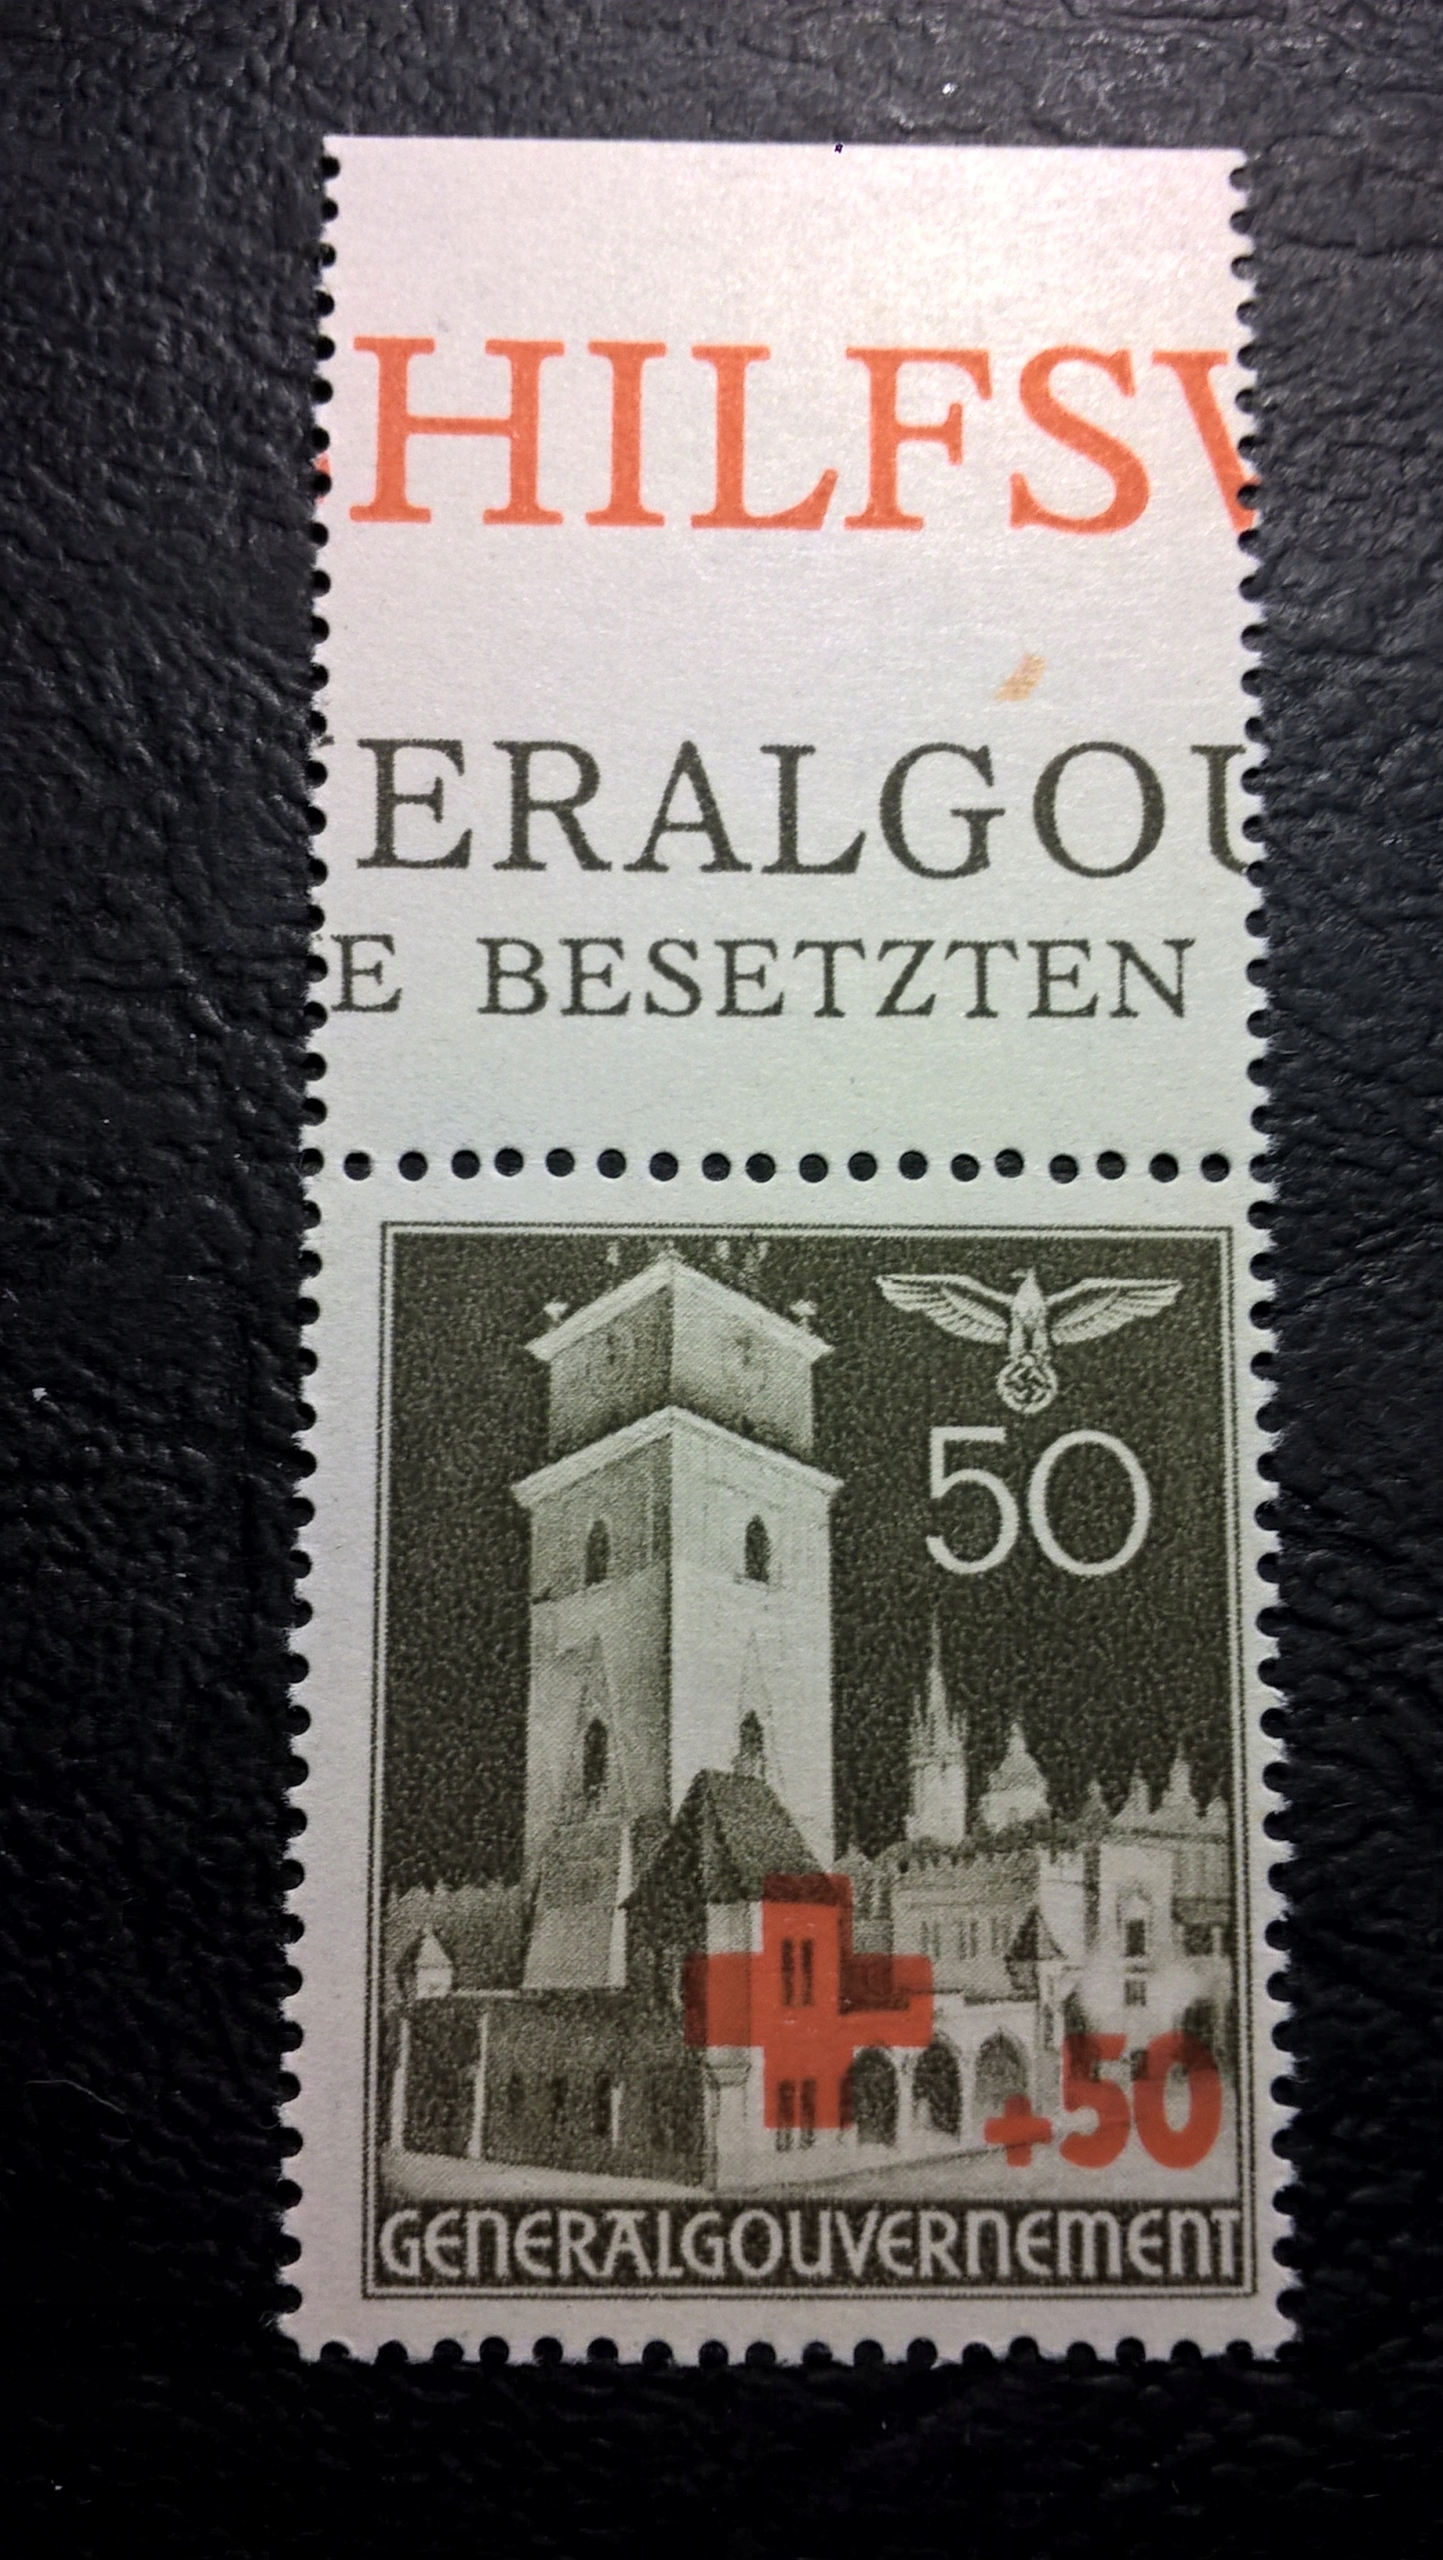 HILFSV
ERALGOU
E BESETZTEN
50
+50
GENERALGOUVERNEMENT